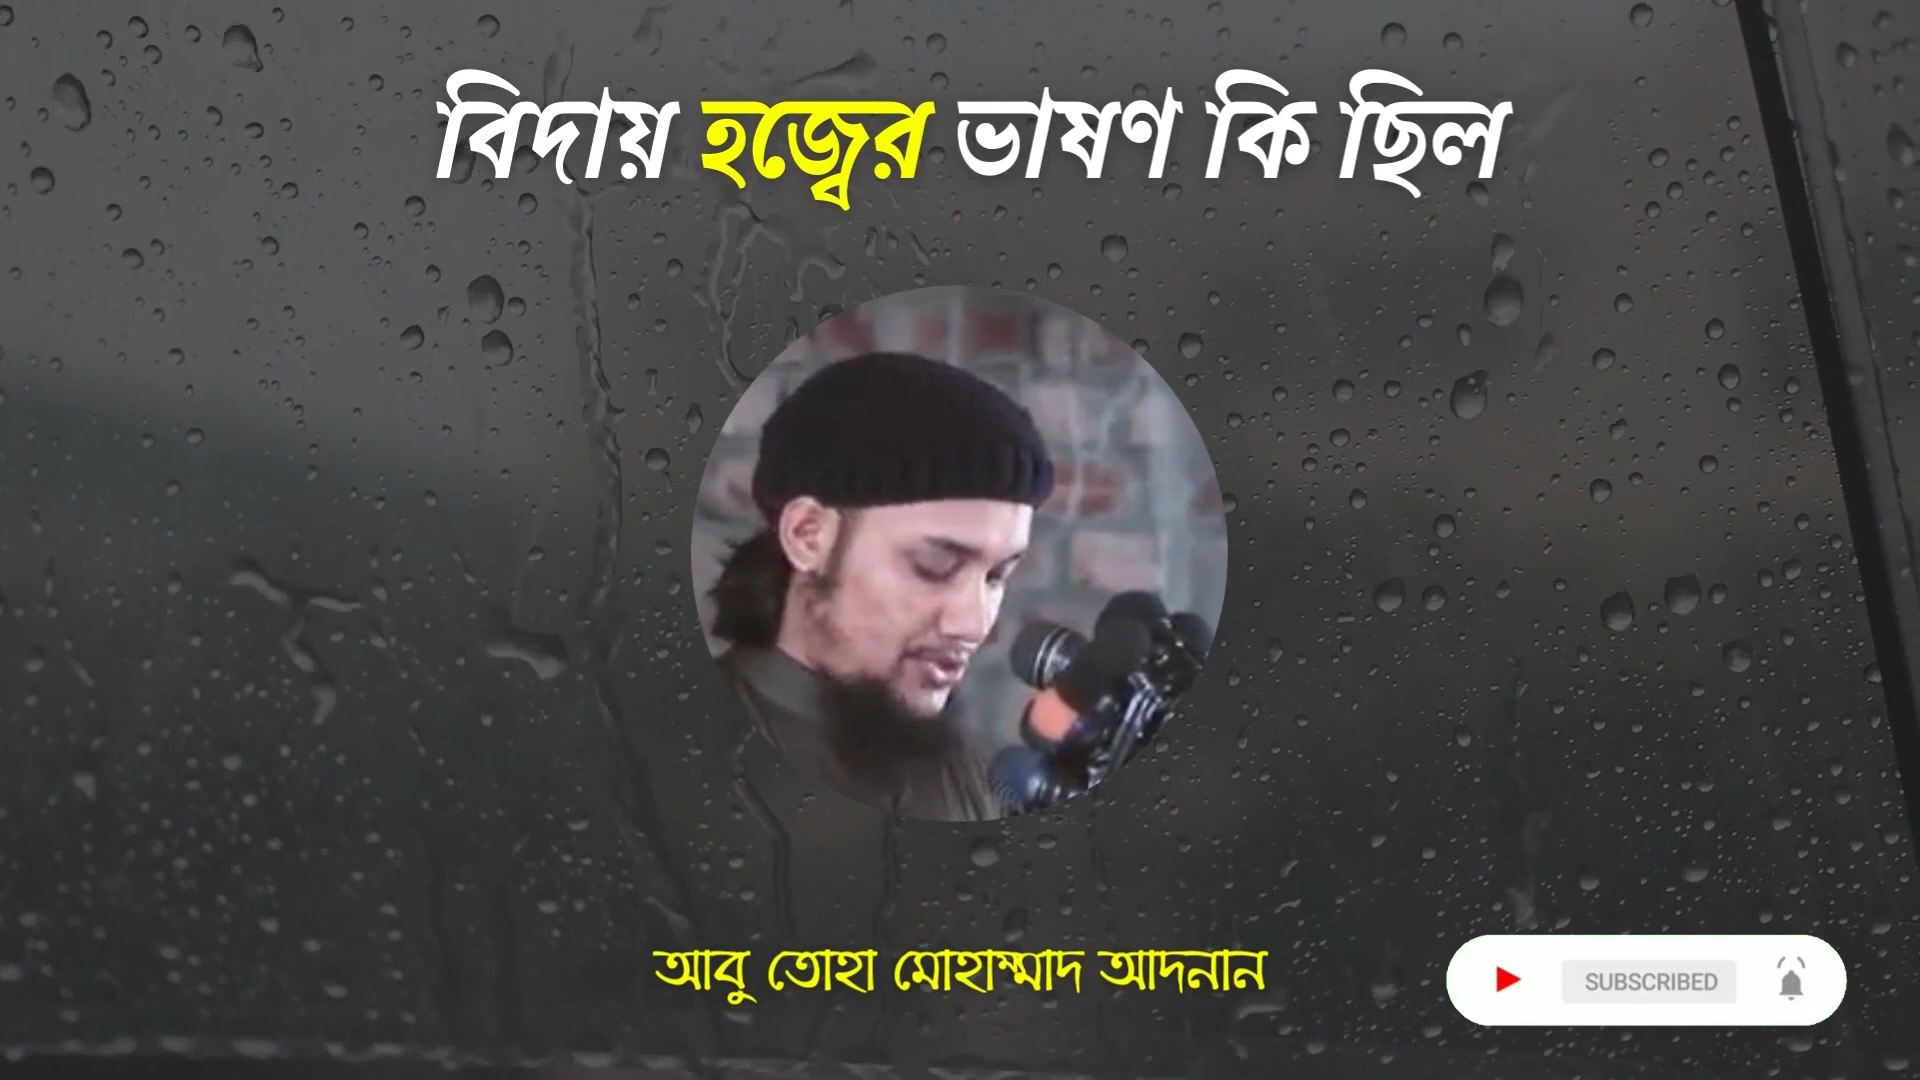 বিদায় হজ্বের ভাষণ কি ছিল
আবু তোহা মোহাম্মাদ আদনান
SUBSCRIBED